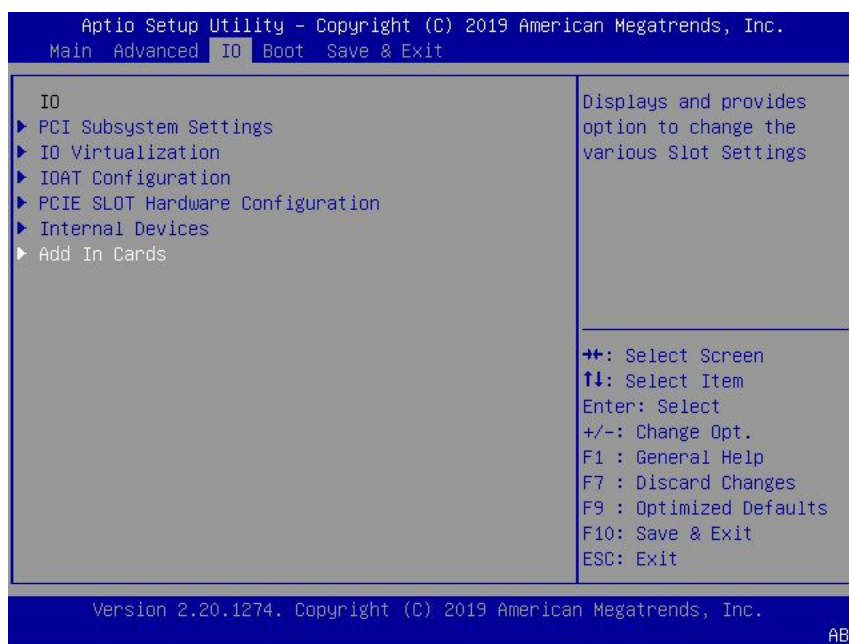 Aptio Setup Utility – Copyright (C) 2019 American Megatrends, Inc.
Main Advanced IO Boot Save & Exit
IO
▶ PCI Subsystem Settings
▶ IO Virtualization
▶ IOAT Configuration
▶ PCIE SLOT Hardware Configuration
▶ Internal Devices
▶ Add In Cards
Displays and provides
option to change the
various Slot Settings
→←: Select Screen
↑↓: Select Item
Enter: Select
+/-: Change Opt.
F1 : General Help
F7 : Discard Changes
F9 : Optimized Defaults
F10: Save & Exit
ESC: Exit
Version 2.20.1274. Copyright (C) 2019 American Megatrends, Inc.
AB